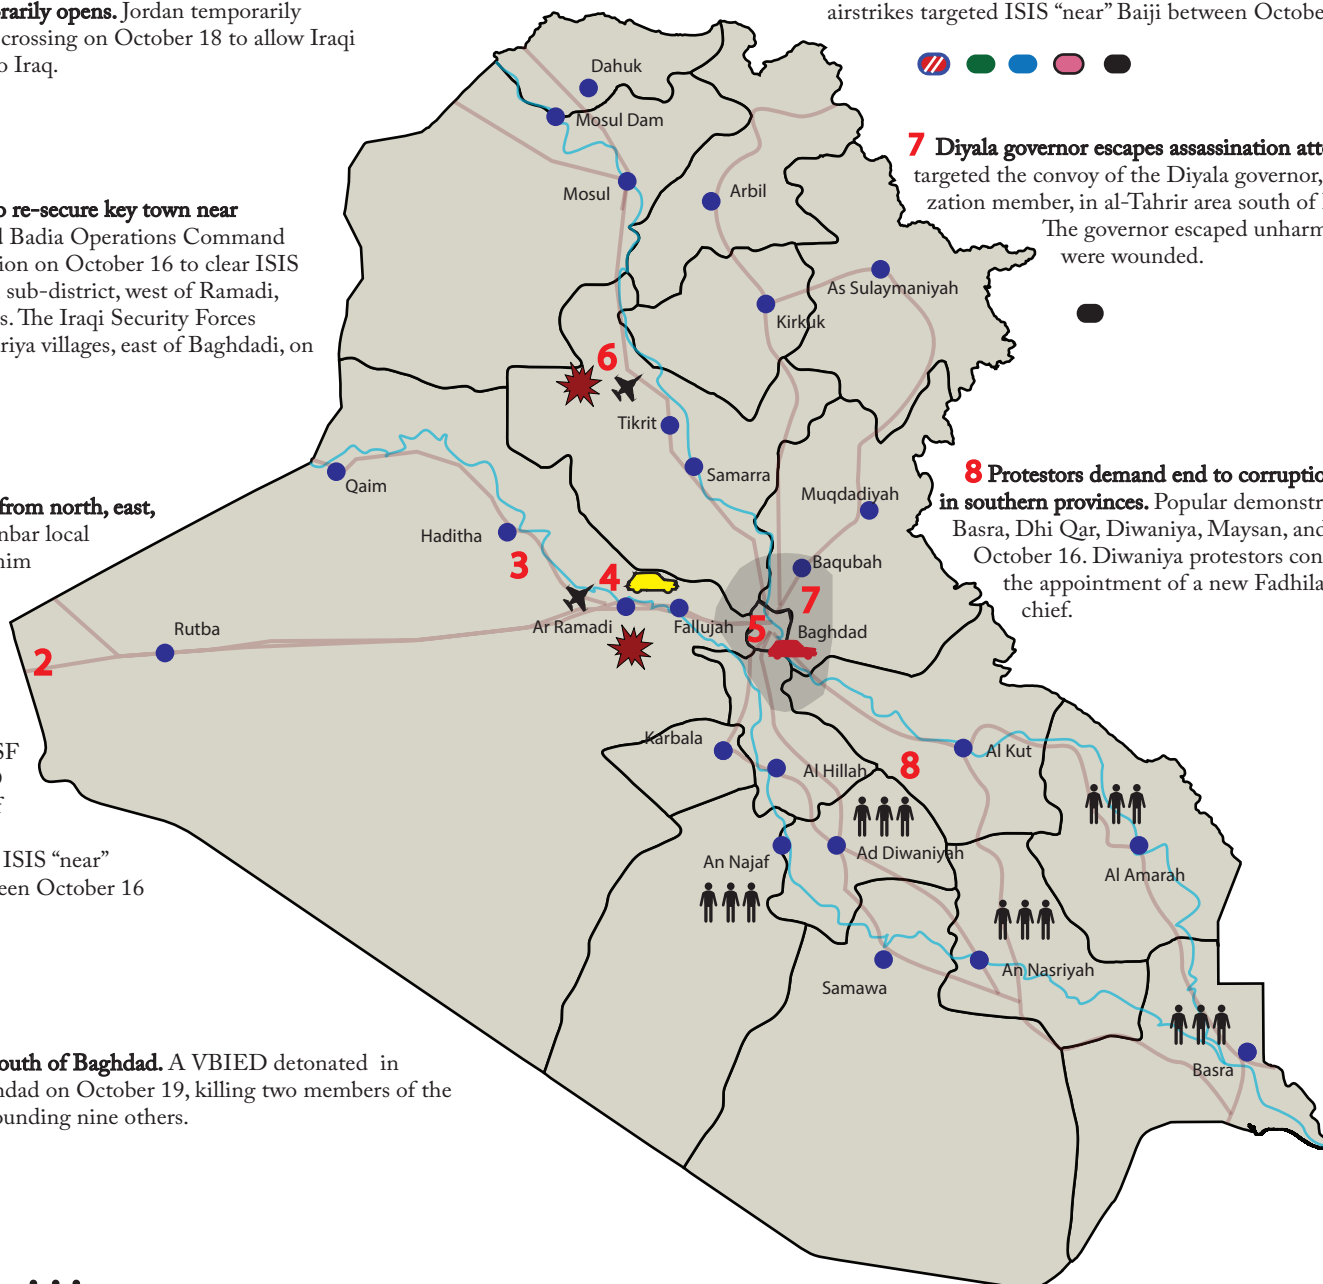 rarily opens. Jordan temporarily
crossing on October 18 to allow Iraqi
o Iraq.
o re-secure key town near
Badia Operations Command
ion on October 16 to clear ISIS
sub-district, west of Ramadi,
s. The Iraqi Security Forces
riya villages, east of Baghdadi, on
from north, east,
nbar local
him
SF
ISIS “near”
een October 16
outh of Baghdad. A VBIED detonated in
hdad on October 19, killing two members of the
ounding nine others.
airstrikes targeted ISIS “near” Baiji between Octobe
7 Diyala governor escapes assassination atte
targeted the convoy of the Diyala governor,
zation member, in al-Tahrir area south of
The governor escaped unharm
were wounded.
8 Protestors demand end to corruptio
in southern provinces. Popular demonstr
Basra, Dhi Qar, Diwaniya, Maysan, and
October 16. Diwaniya protestors con
the appointment of a new Fadhila
chief.
Dahuk
Mosul Dam
Mosul
Arbil
As Sulaymaniyah
Kirkuk
6
Tikrit
Samarra
Qaim
Muqdadiyah
Haditha
3
4
Baqubah
7
Ar Ramadi
Fallujah
5
Baghdad
Rutba
2
Karbala
Al Hillah
8
Al Kut
An Najaf
Ad Diwaniyah
Al Amarah
Samawa
An Nasriyah
Basra